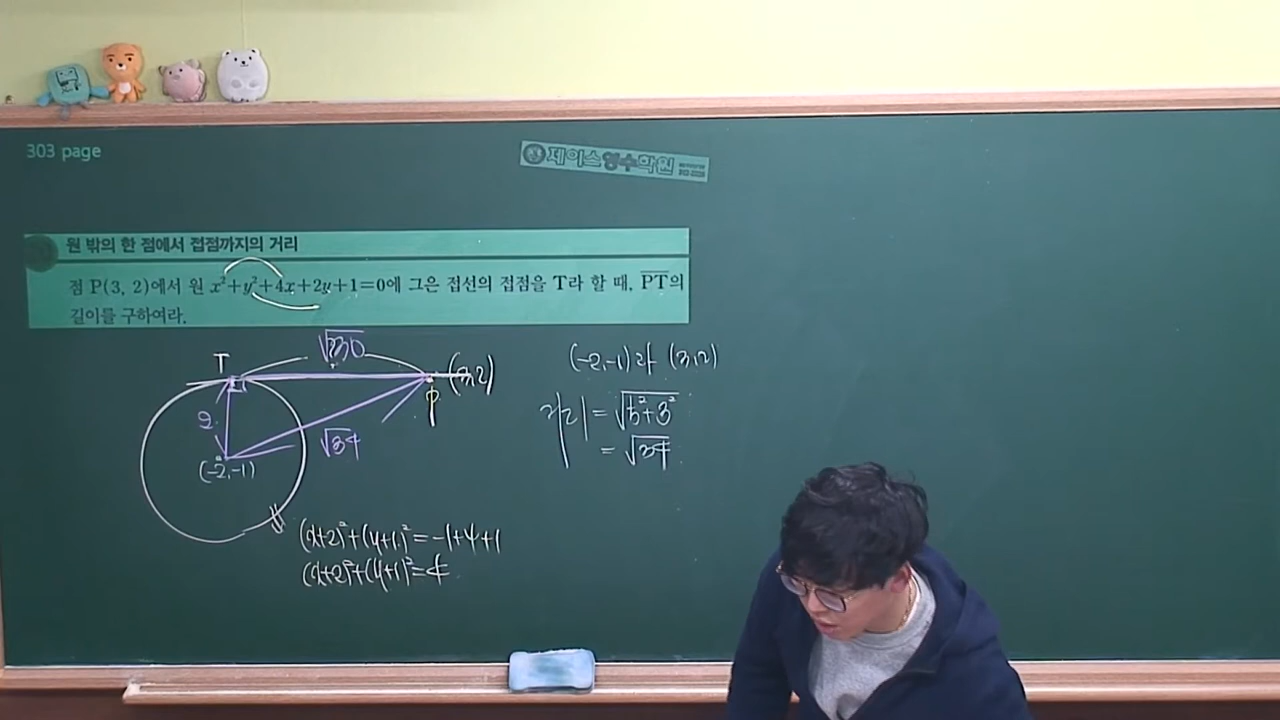 303 page
제이스영수학원
원 밖의 한 점에서 접점까지의 거리
점 P(3, 2)에서 원 x²+y²+4x+2y+1=0에 그은 접선의 접점을 T라 할 때, PT의
길이를 구하여라.
T
√30
(3,2)
P
2
√34
(-2,-1)
(x+2)²+(y+1)²=-1+4+1
(x+2)²+(y+1)²=4
(-2,-1)과 (3,2)
거리=√5²+3²
=√34